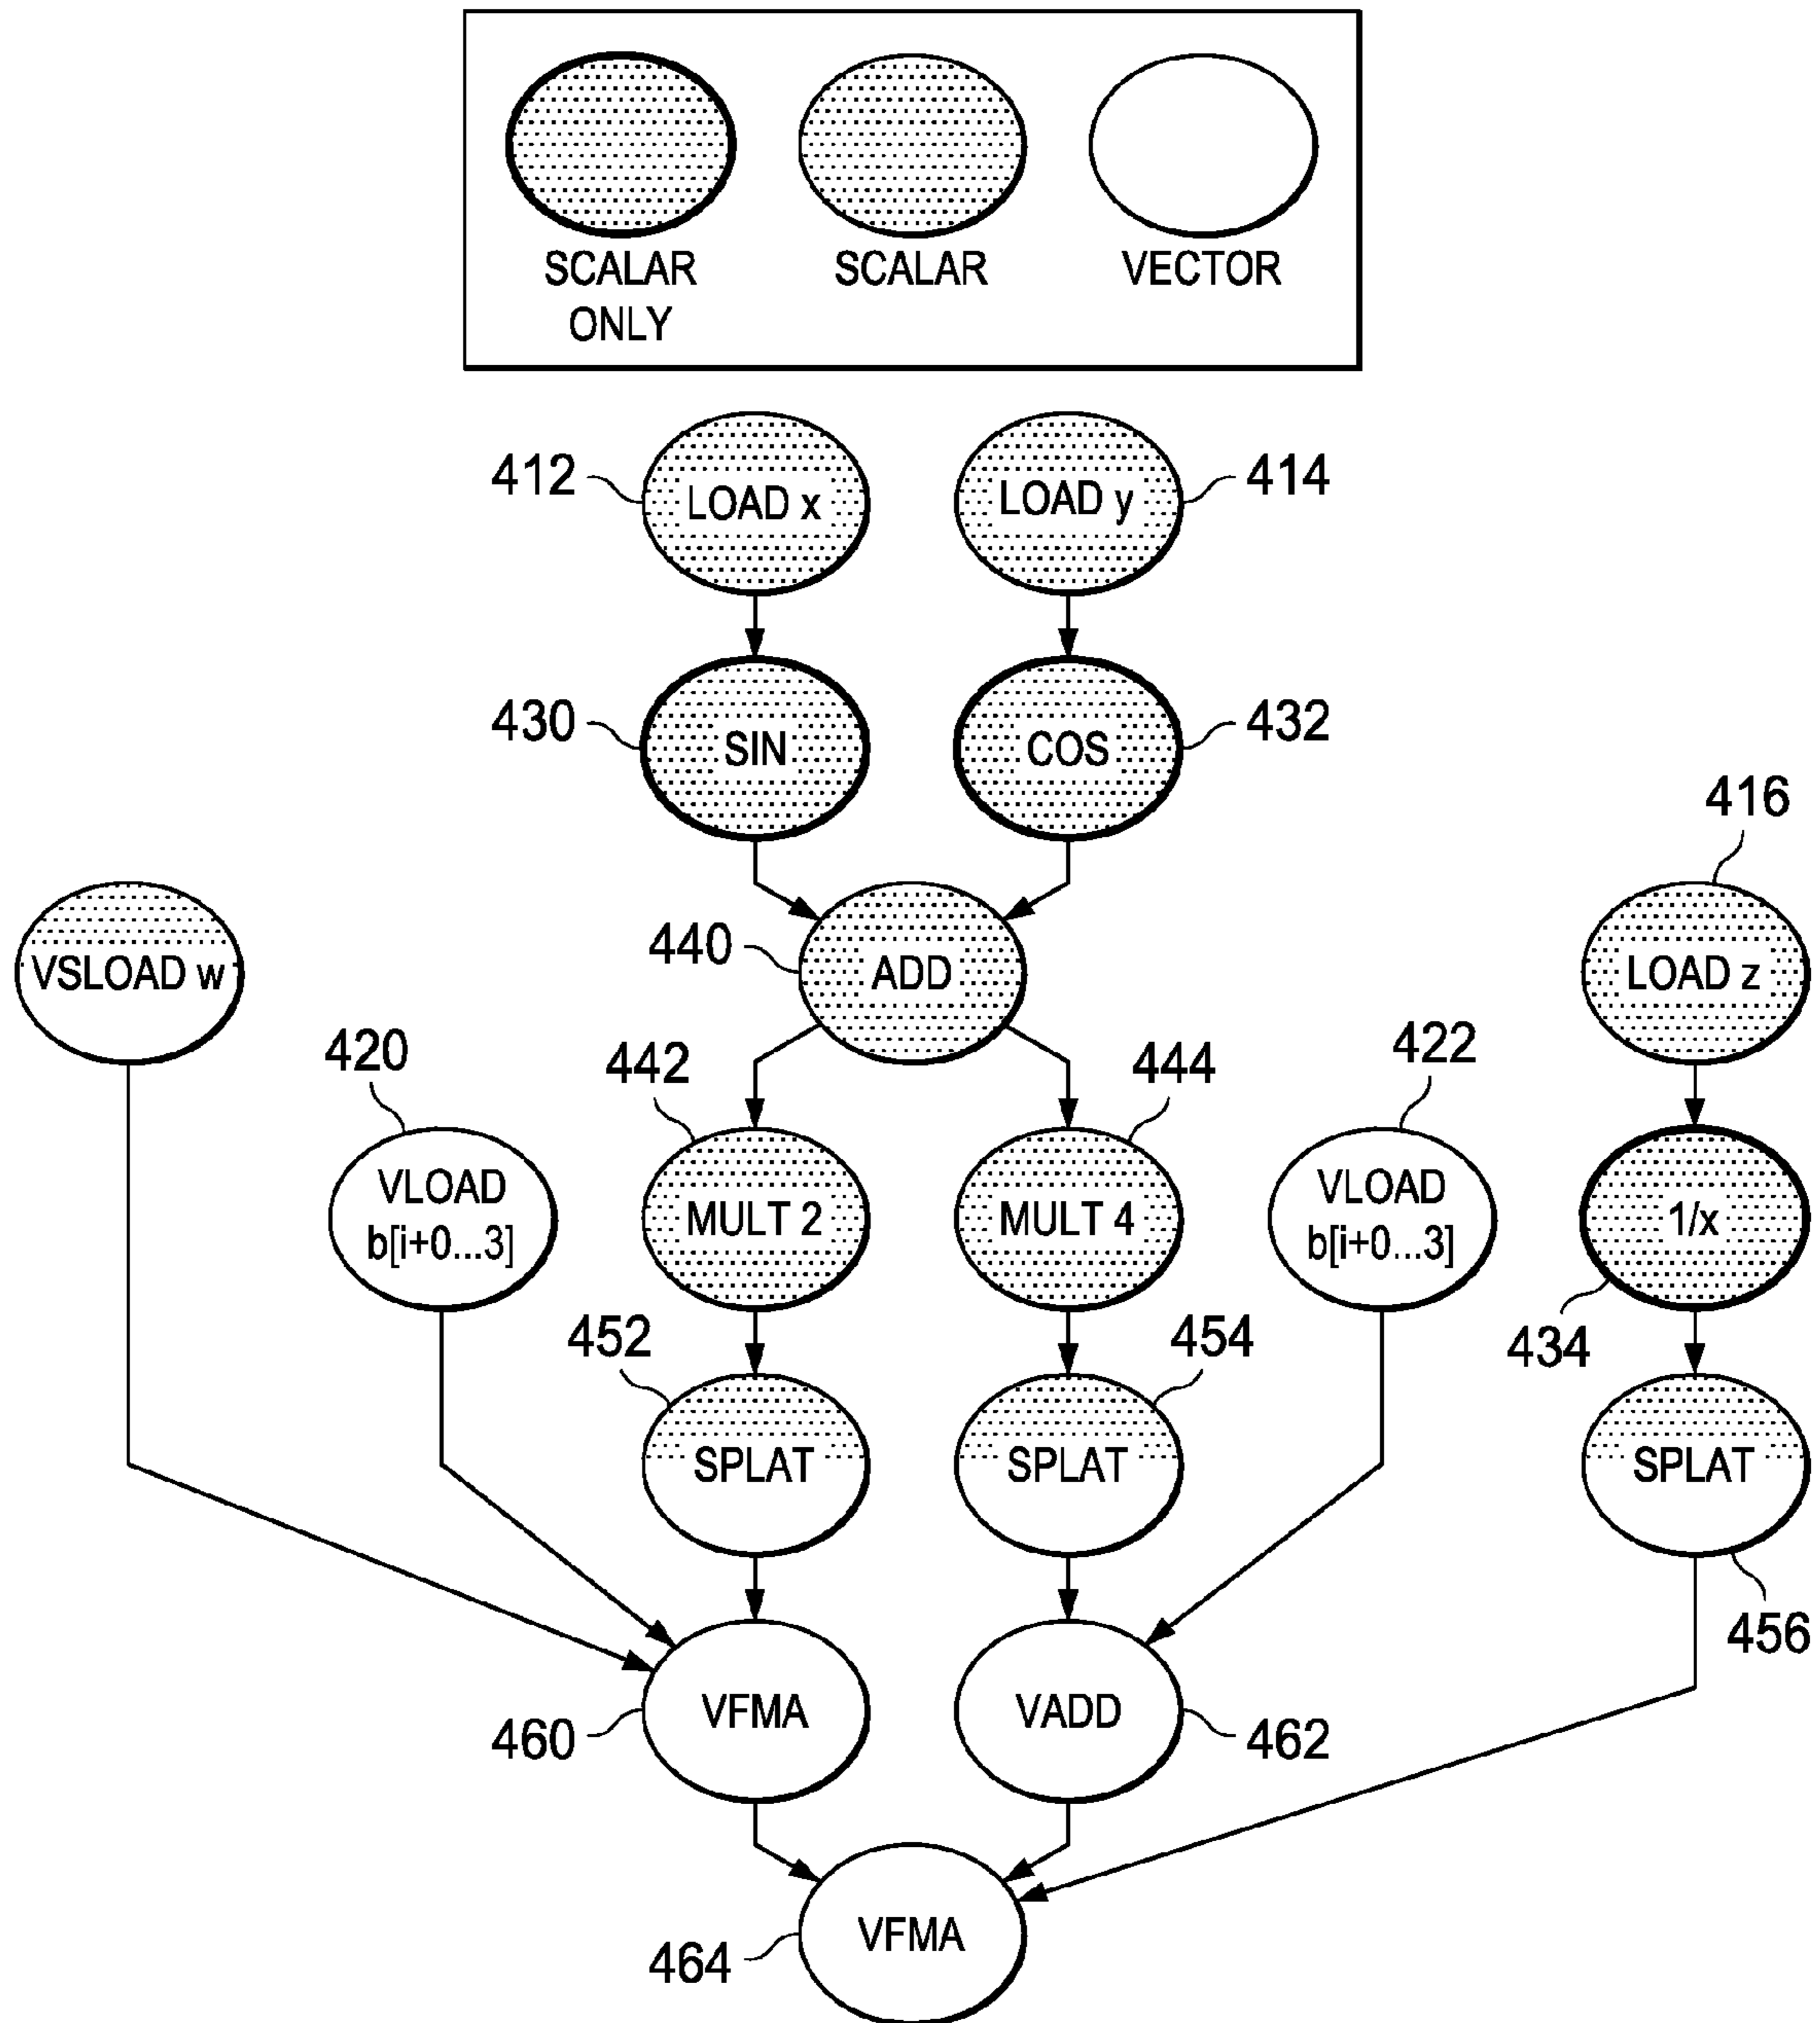 SCALAR
ONLY
SCALAR
VECTOR
412
LOAD x
LOAD y
414
430
SIN
COS
432
416
VSLOAD w
440
ADD
LOAD z
420
442
444
422
VLOAD
b[i+0...3]
MULT 2
MULT 4
VLOAD
b[i+0...3]
1/x
452
454
434
SPLAT
SPLAT
SPLAT
456
460
VFMA
VADD
462
464
VFMA